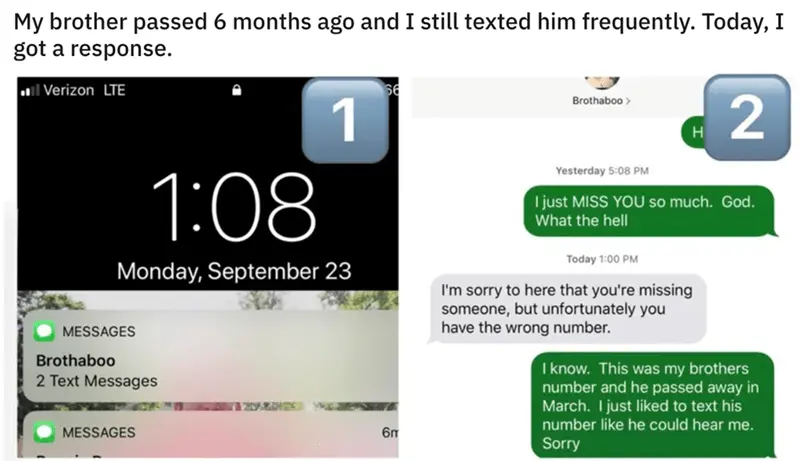 My brother passed 6 months ago and I still texted him frequently. Today, I
got a response.
Verizon LTE
1
1:08
Monday, September 23
MESSAGES
Brothaboo
2 Text Messages
MESSAGES
Brothaboo
2
H
Yesterday 5:08 PM
I just MISS YOU so much. God.
What the hell
Today 1:00 PM
I'm sorry to here that you're missing
someone, but unfortunately you
have the wrong number.
I know. This was my brothers
number and he passed away in
March. I just liked to text his
number like he could hear me.
Sorry